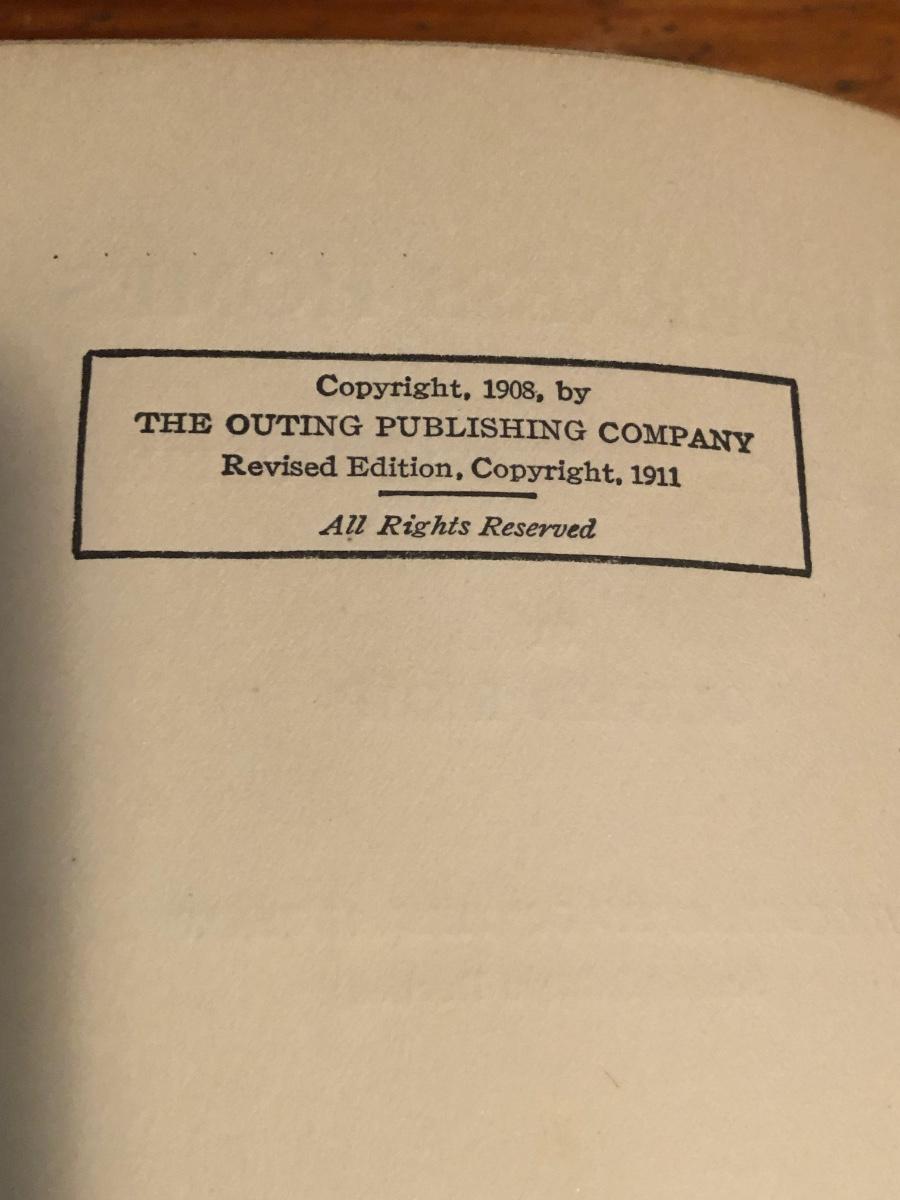 Copyright, 1908, by
THE OUTING PUBLISHING COMPANY
Revised Edition, Copyright, 1911
All Rights Reserved